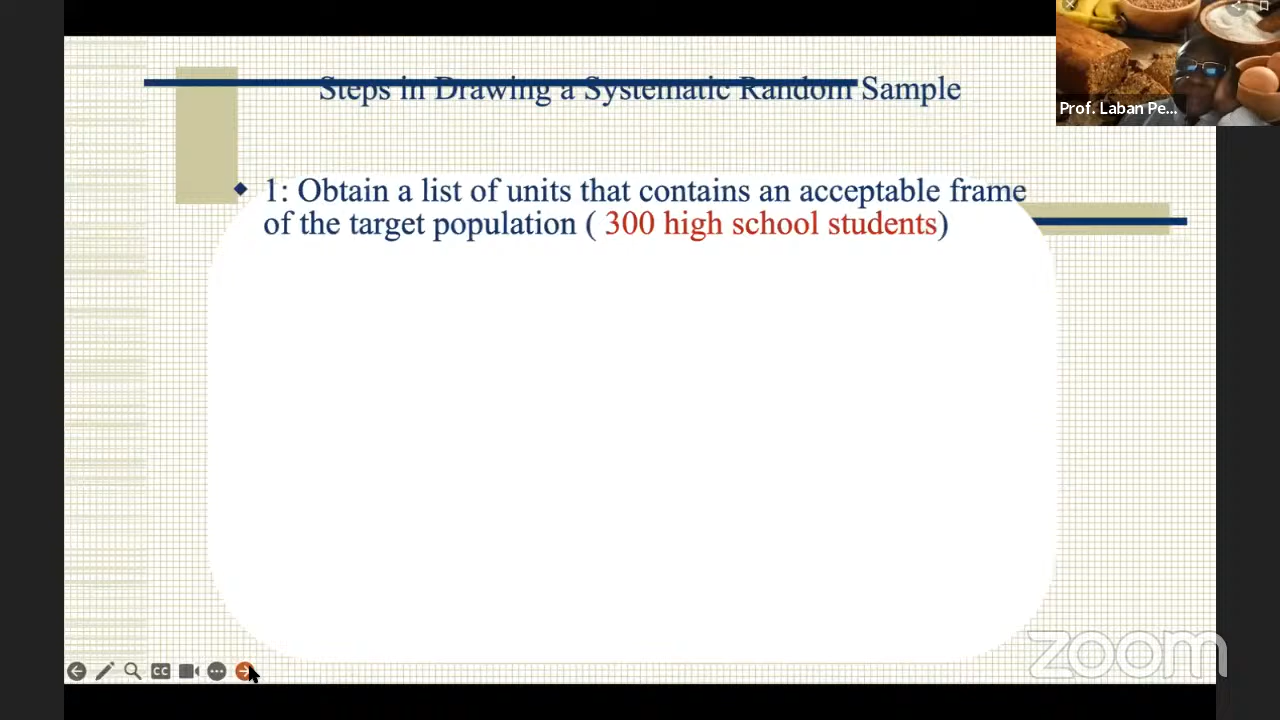 Steps in Drawing a Systematic Random Sample
Prof. Laban Pe...
1: Obtain a list of units that contains an acceptable frame
of the target population ( 300 high school students)
CC
zoom